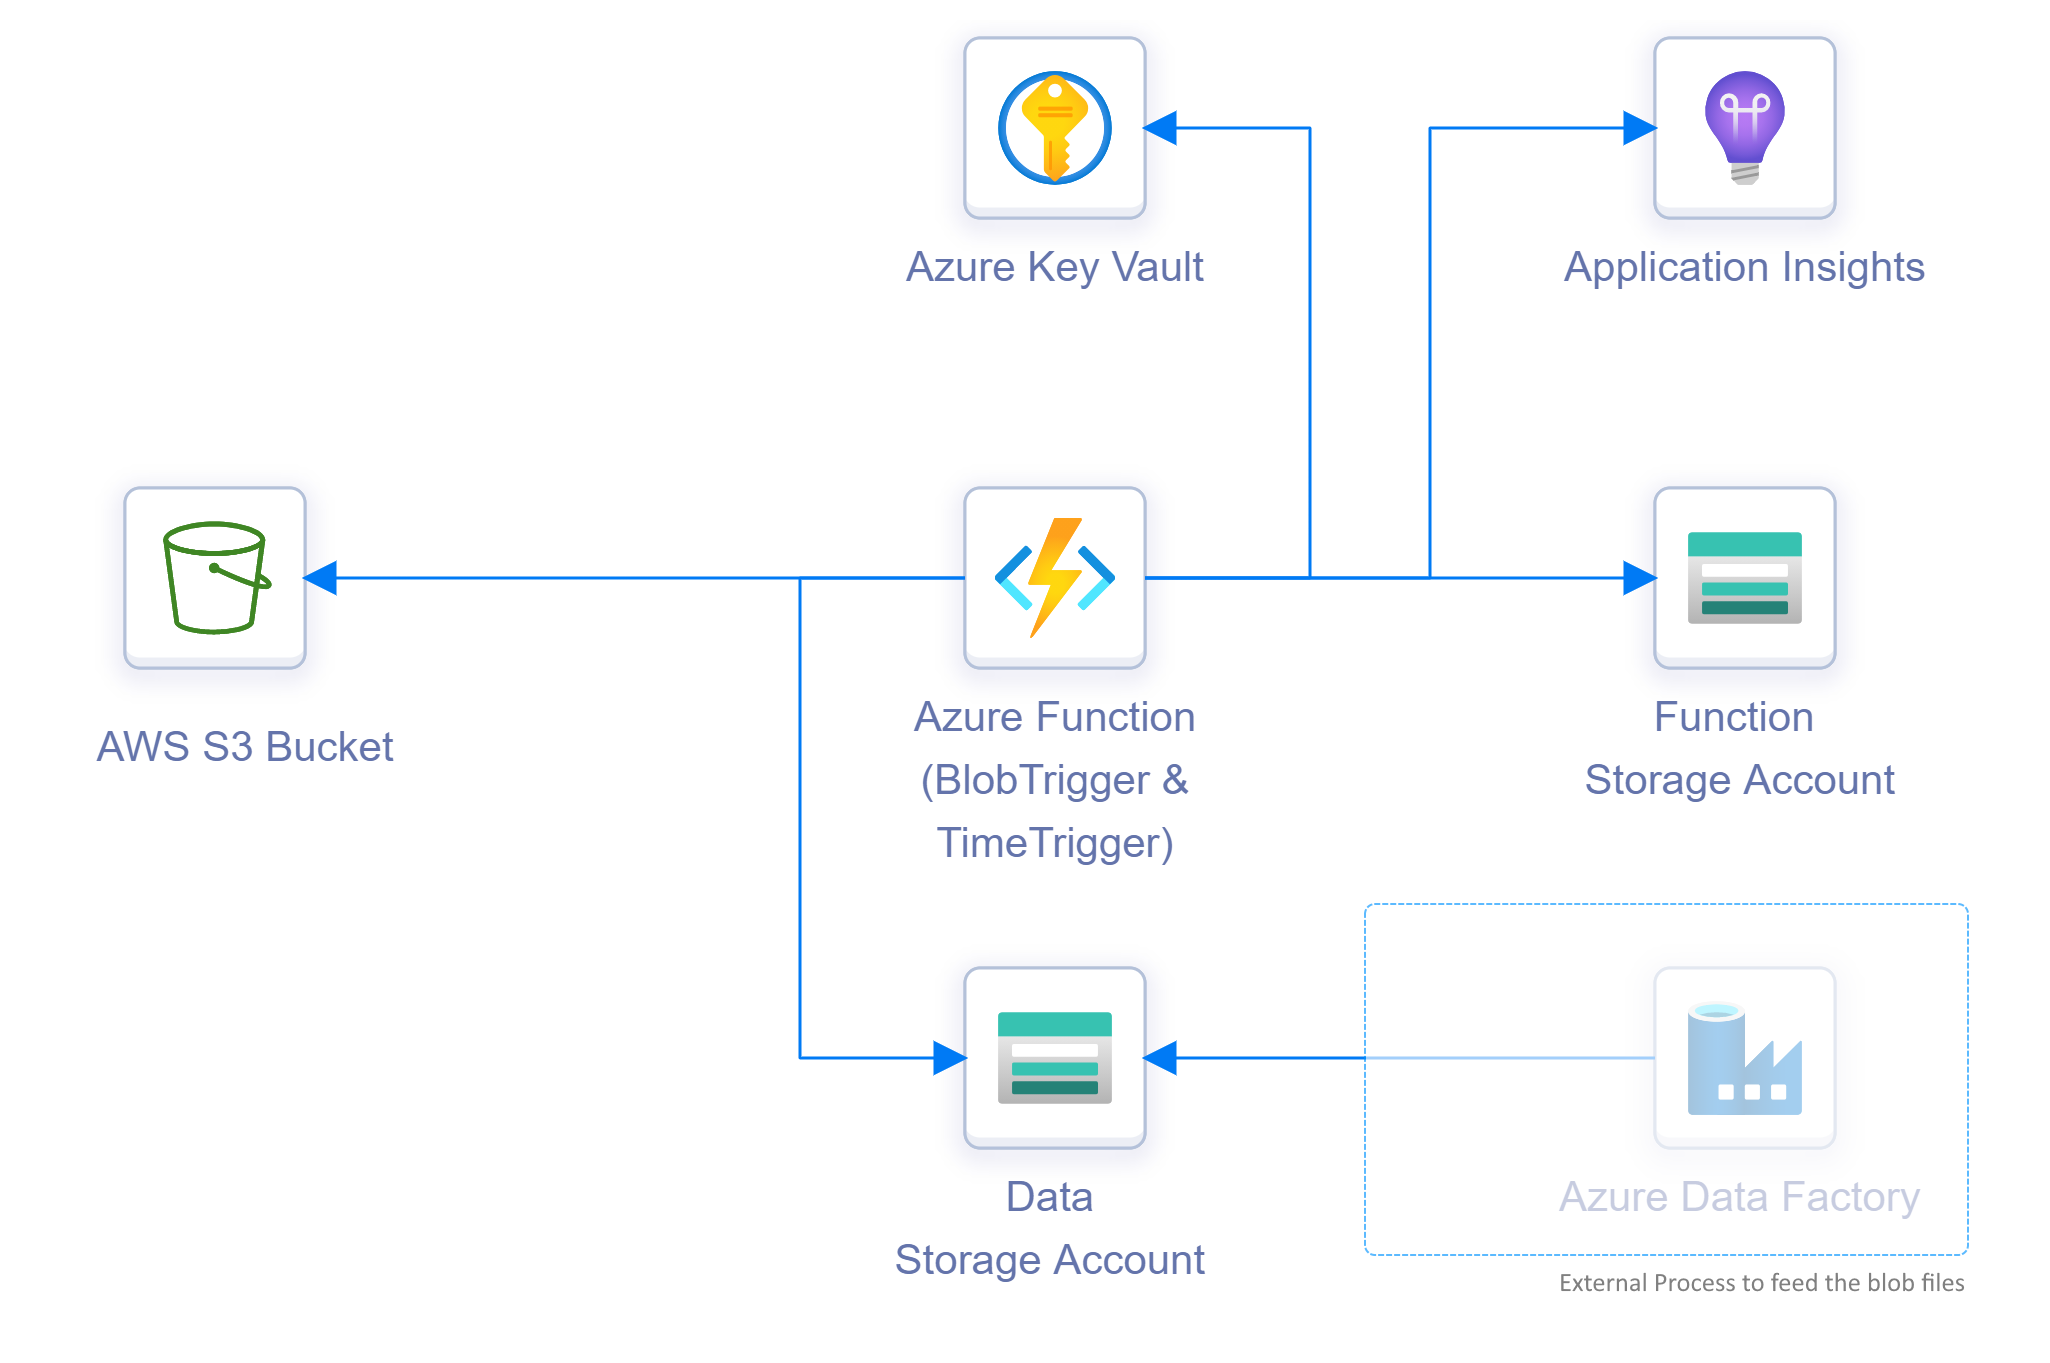 Azure Key Vault
Application Insights
AWS S3 Bucket
Azure Function
(BlobTrigger &
TimeTrigger)
Function
Storage Account
Data
Storage Account
Azure Data Factory
External Process to feed the blob files